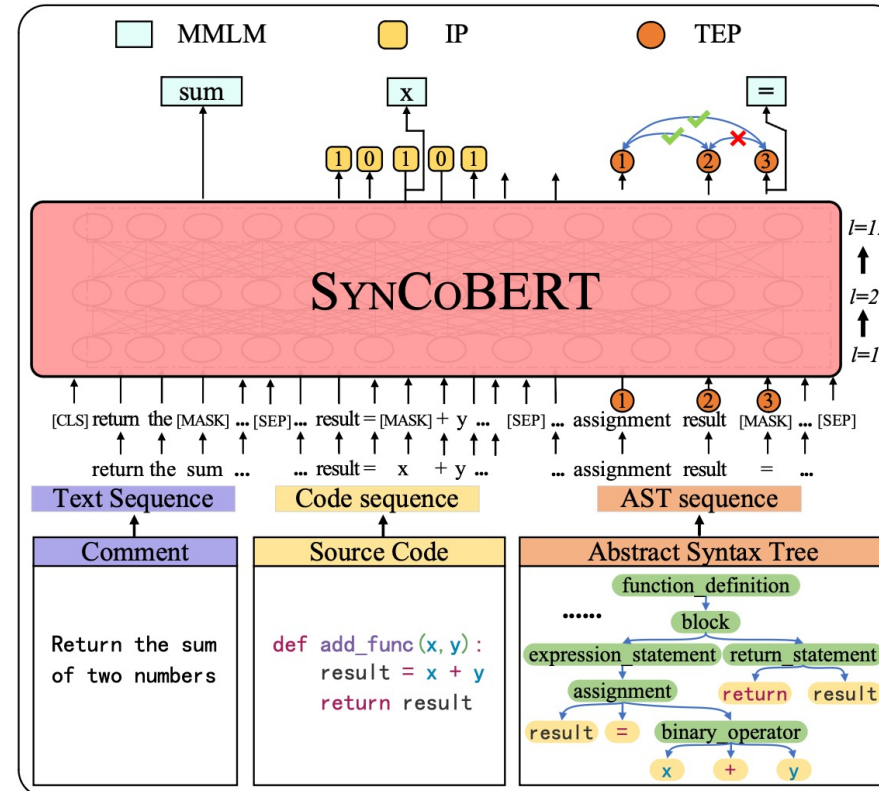 MMLM IP TEP
sum x =
1 0 1 0 1 1 2 3
SYNCOBERT
l=1
l=2
l=1
1 2 3
[CLS] return the [MASK] ... [SEP] ... result = [MASK] + y ... [SEP] ... assignment result [MASK] ... [SEP]
return the sum ... ... result = x + y ... ... assignment result = ...
Text Sequence Code sequence AST sequence
Comment
Return the sum
of two numbers
Source Code
def add_func(x,y):
result = x + y
return result
Abstract Syntax Tree
function_definition
......
block
expression_statement return_statement
assignment return result
result = binary_operator
x + y